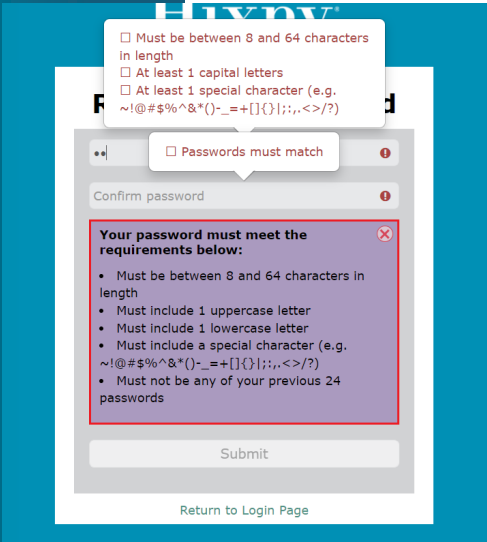 ☐ Must be between 8 and 64 characters
in length
☐ At least 1 capital letters
☐ At least 1 special character (e.g.
~!@#$%^&*()-_=+[]{}|;:,.<>/?)
☐ Passwords must match
Confirm password
Your password must meet the
requirements below:
• Must be between 8 and 64 characters in
length
• Must include 1 uppercase letter
• Must include 1 lowercase letter
• Must include a special character (e.g.
~!@#$%^&*()-_=+[]{}|;:,.<>/?)
• Must not be any of your previous 24
passwords
Submit
Return to Login Page